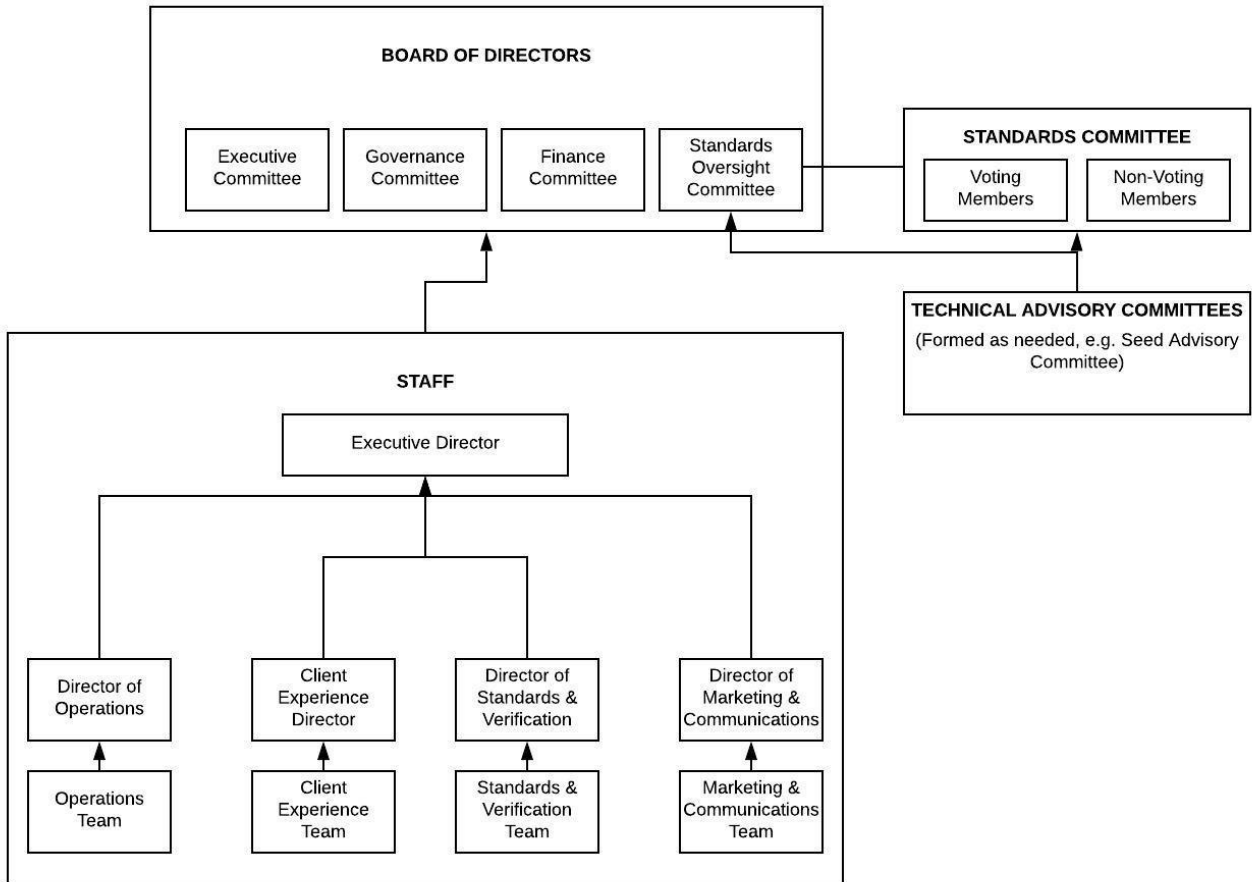 BOARD OF DIRECTORS
Executive
Committee
Governance
Committee
Finance
Committee
Standards
Oversight
Committee
STANDARDS COMMITTEE
Voting
Members
Non-Voting
Members
TECHNICAL ADVISORY COMMITTEES
(Formed as needed, e.g. Seed Advisory
Committee)
STAFF
Executive Director
Director of
Operations
Client
Experience
Director
Director of
Standards &
Verification
Director of
Marketing &
Communications
Operations
Team
Client
Experience
Team
Standards &
Verification
Team
Marketing &
Communications
Team